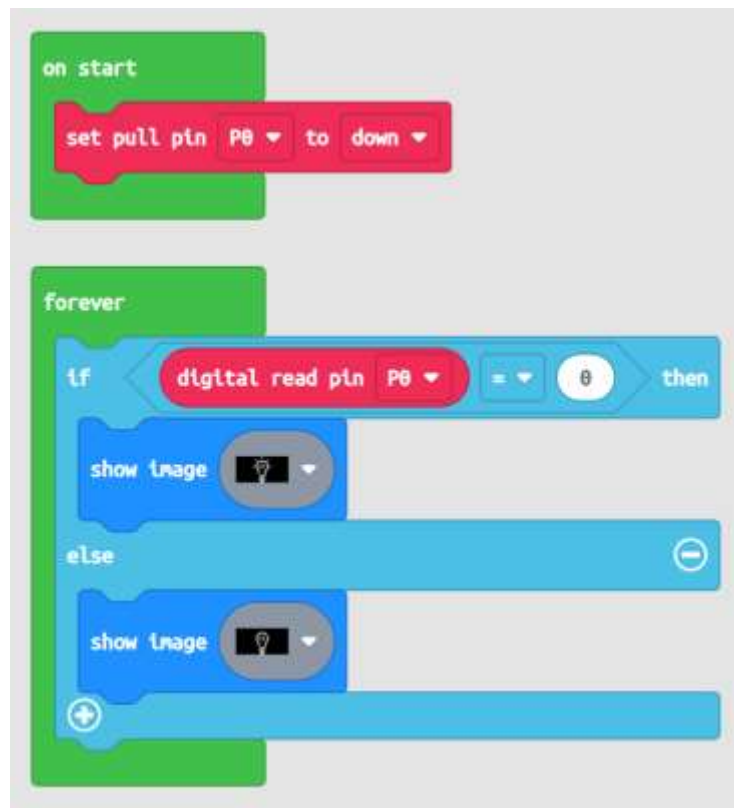 on start
set pull pin P0 to down
forever
if digital read pin P0 = 0 then
show image
else
show image